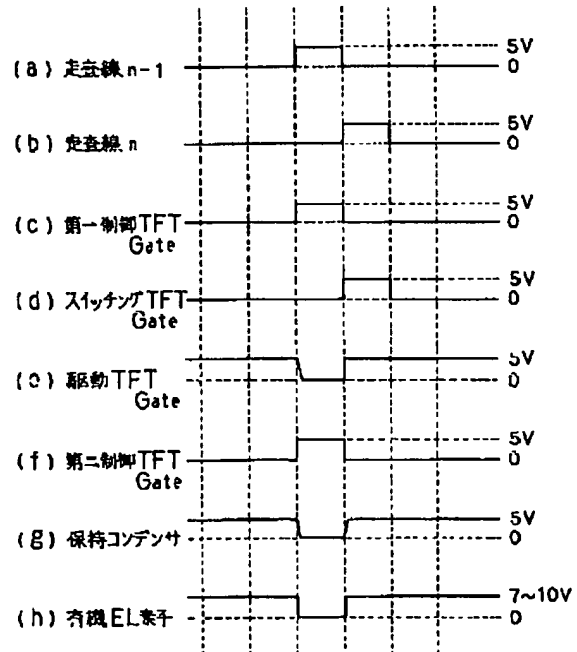 5V
(a) 走査線 n-1
0
5V
(b) 走査線 n
0
(c) 第一制御TFT
Gate
5V
0
(d) スイッチングTFT
Gate
5V
0
(e) 駆動TFT
Gate
5V
0
(f) 第二制御TFT
Gate
5V
0
(g) 保持コンデンサ
5V
0
(h) 有機EL素子
7~10V
0